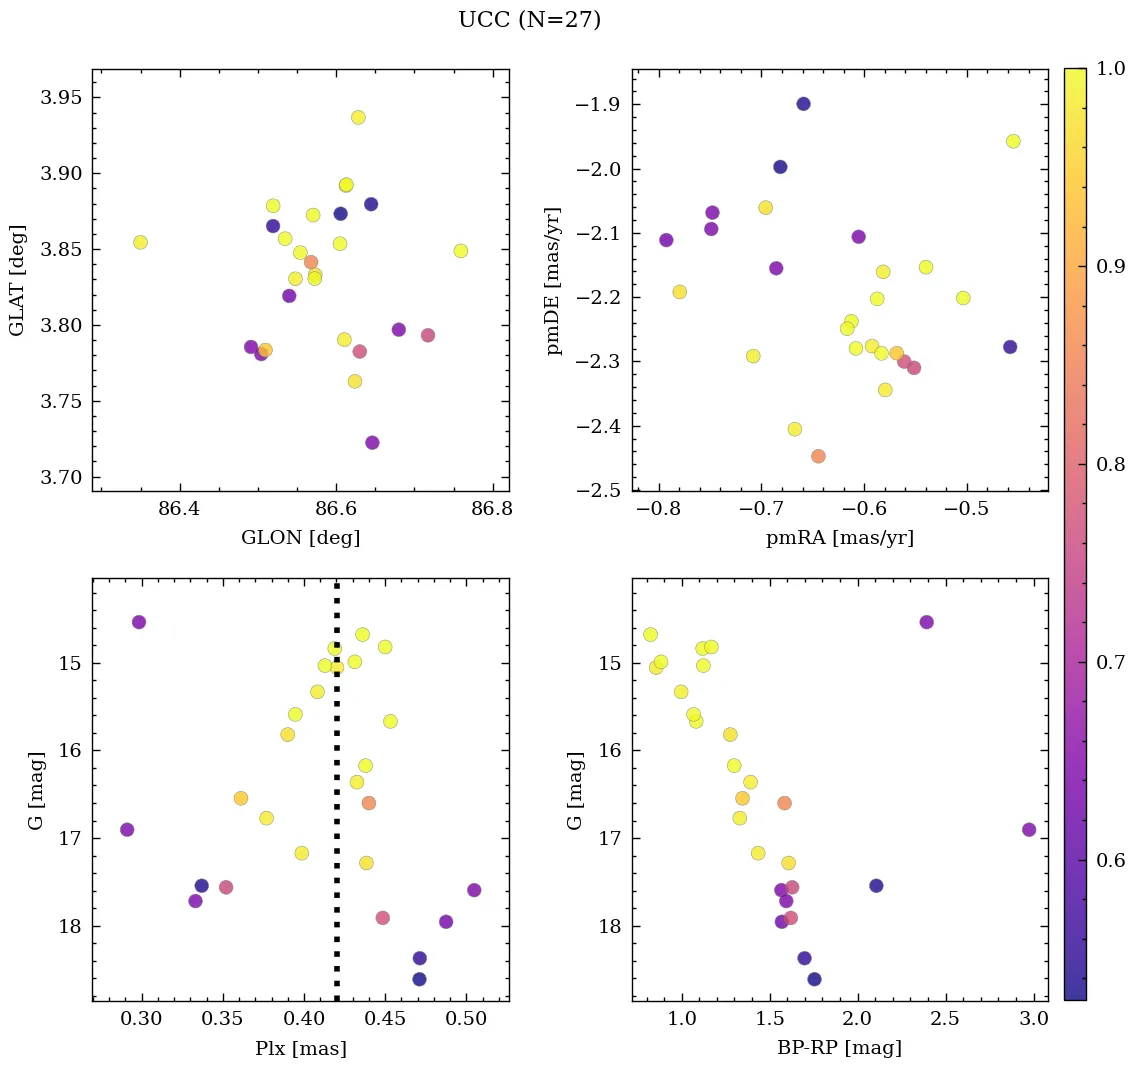 UCC (N=27)
3.95
3.90
3.85
3.80
3.75
3.70
GLAT [deg]
86.4 86.6 86.8
GLON [deg]
−1.9
−2.0
−2.1
−2.2
−2.3
−2.4
−2.5
pmDE [mas/yr]
−0.8 −0.7 −0.6 −0.5
pmRA [mas/yr]
15
16
17
18
G [mag]
0.30 0.35 0.40 0.45 0.50
Plx [mas]
15
16
17
18
G [mag]
1.0 1.5 2.0 2.5 3.0
BP-RP [mag]
1.0
0.9
0.8
0.7
0.6